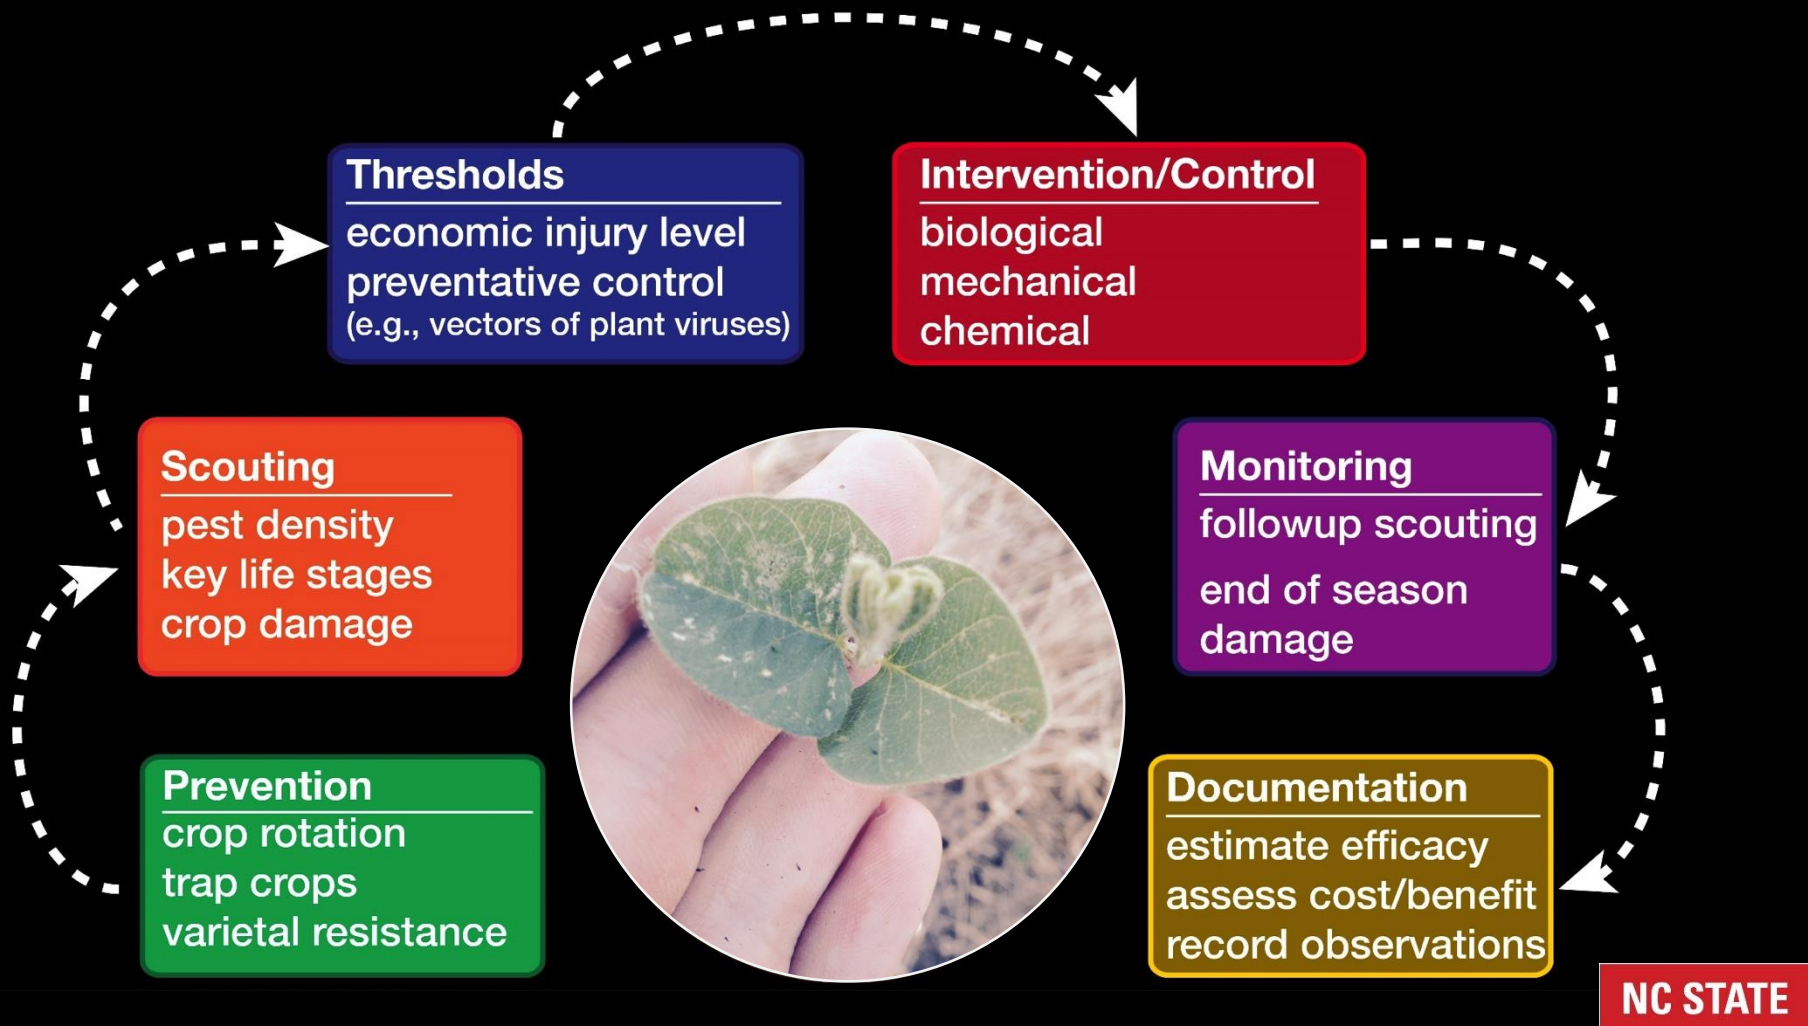 Thresholds
economic injury level
preventative control
(e.g., vectors of plant viruses)
Intervention/Control
biological
mechanical
chemical
Scouting
pest density
key life stages
crop damage
Monitoring
followup scouting
end of season
damage
Prevention
crop rotation
trap crops
varietal resistance
Documentation
estimate efficacy
assess cost/benefit
record observations
NC STATE